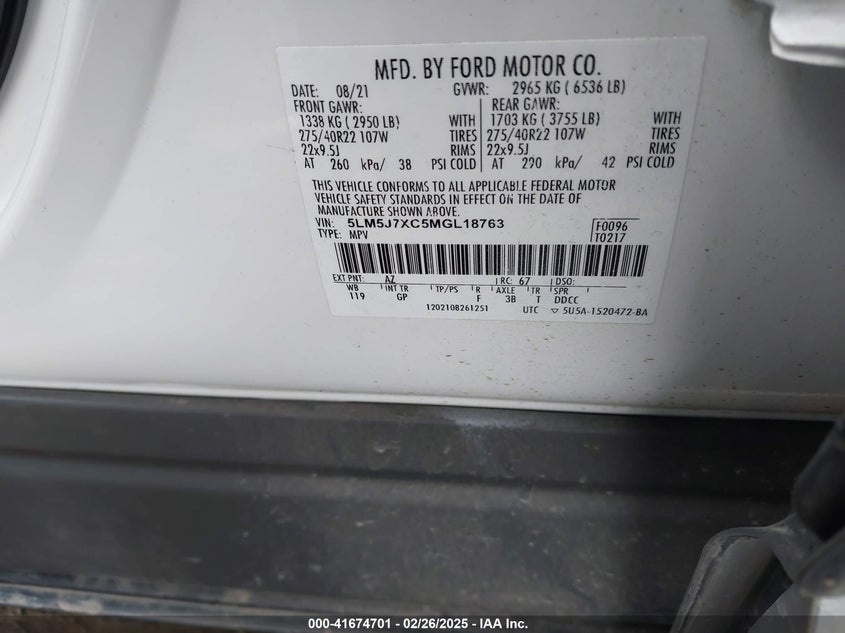 MFD. BY FORD MOTOR CO.
DATE: 08/21 GVWR: 2965 KG ( 6536 LB)
FRONT GAWR: REAR GAWR:
1338 KG ( 2950 LB) WITH 1703 KG ( 3755 LB) WITH
275/40R22 107W TIRES 275/40R22 107W TIRES
22x9.5J RIMS 22x9.5J RIMS
AT 260 kPa/ 38 PSI COLD AT 290 kPa/ 42 PSI COLD
THIS VEHICLE CONFORMS TO ALL APPLICABLE FEDERAL MOTOR
VEHICLE SAFETY STANDARDS IN EFFECT ON THE DATE OF
MANUFACTURE SHOWN ABOVE.
VIN: 5LM5J7XC5MGL18763 F0096
TYPE: MPV T0217
EXT PNT: AZ RC: 67 DSO:
WB INT TR TP/PS R AXLE TR SPR
119 GP F 3B T DDCC
1202108261251 UTC ▽ 5U5A-1520472-BA
000-41674701 - 02/26/2025 - IAA Inc.